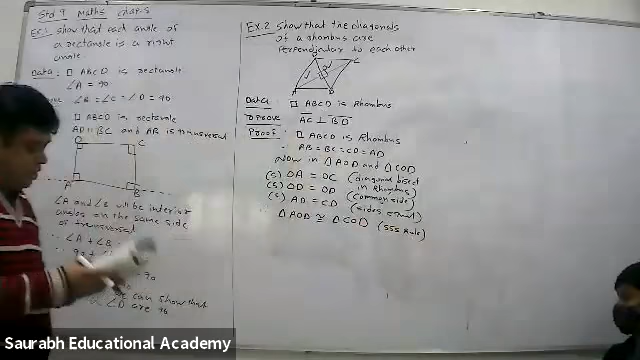 Std 9 Maths Chap-8
Ex.1 Show that each angle of
a rectangle is a right
angle.
Data: □ ABCD is rectangle
∠A = 90
∠B = ∠C = ∠D = 90
□ ABCD is rectangle
AD || BC and AB is transversal
D C
A B
∠A and ∠B will be interior
angles on the same side
of transversal
∴ ∠A + ∠B
∴ 90 +
can show that
∠D are 90
Ex.2 Show that the diagonals
of a rhombus are
perpendicular to each other
D C
A B
Data: □ ABCD is Rhombus
To prove AC ⊥ BD
Proof: □ ABCD is Rhombus
AB = BC = CD = AD
Now in △AOD and △COD
(S) OA = OC (diagonal bisect in Rhombus)
(S) OD = OD (common side)
(S) AD = CD (sides equal)
∴ △AOD ≅ △COD (SSS Rule)
Saurabh Educational Academy